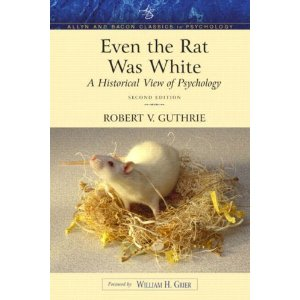 ALLYN AND BACON CLASSICS in PSYCHOLOGY
Even the Rat
Was White
A Historical View of Psychology
SECOND EDITION
ROBERT V. GUTHRIE
Foreword by WILLIAM H. GRIER